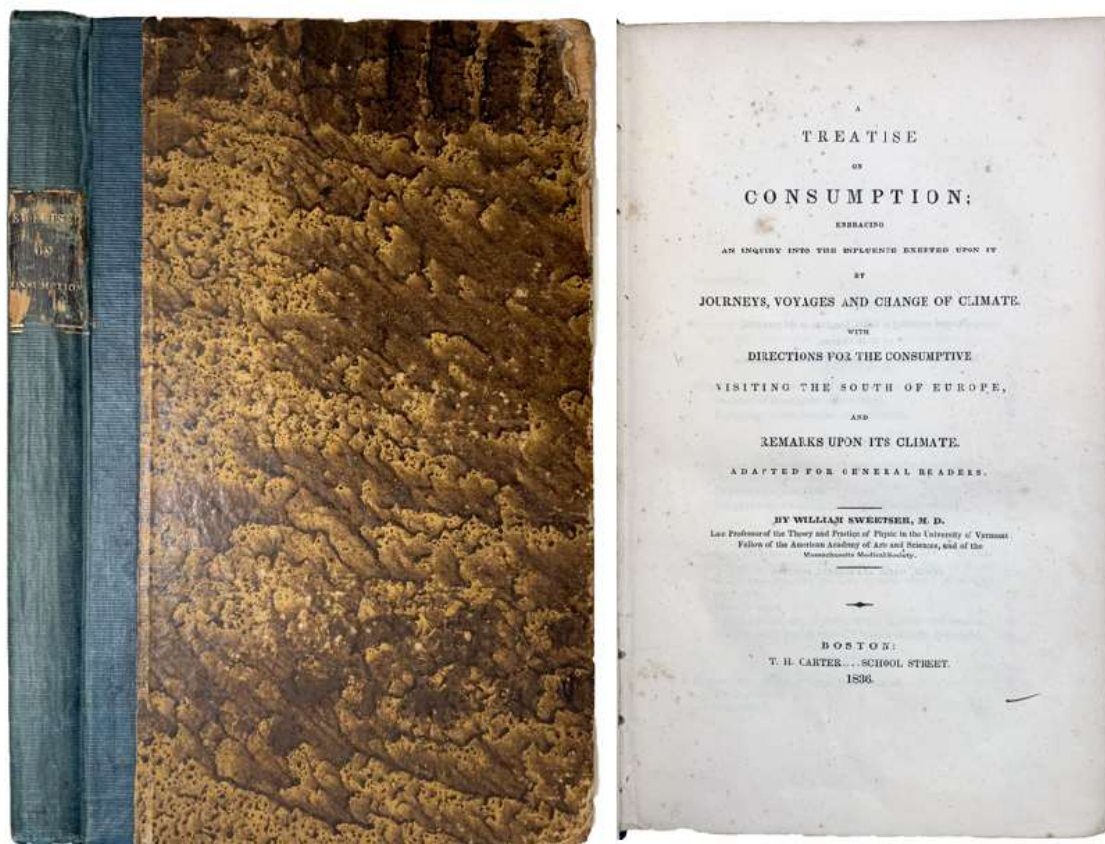 SWEETSER
ON
CONSUMPTION
A
TREATISE
ON
CONSUMPTION;
EMBRACING
AN INQUIRY INTO THE INFLUENCE EXERTED UPON IT
BY
JOURNEYS, VOYAGES AND CHANGE OF CLIMATE.
WITH
DIRECTIONS FOR THE CONSUMPTIVE
VISITING THE SOUTH OF EUROPE,
AND
REMARKS UPON ITS CLIMATE.
ADAPTED FOR GENERAL READERS.
BY WILLIAM SWEETSER, M. D.
Late Professor of the Theory and Practice of Physic in the University of Vermont
Fellow of the American Academy of Arts and Sciences, and of the
Massachusetts Medical Society.
BOSTON:
T. H. CARTER....SCHOOL STREET.
1836.